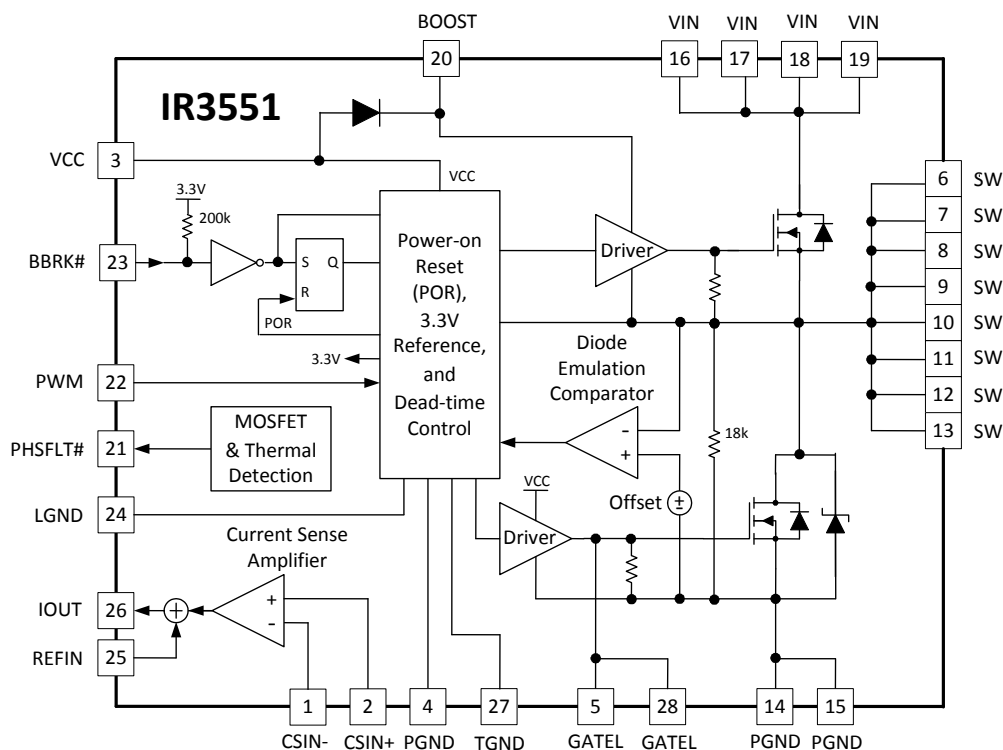 BOOST
VIN
VIN
VIN
VIN
20
16
17
18
19
IR3551
VCC
3
VCC
3.3V
200k
BBRK#
23
S
Q
R
POR
3.3V
Power-on
Reset
(POR),
3.3V
Reference,
and
Dead-time
Control
Driver
6
SW
7
SW
8
SW
9
SW
10
SW
11
SW
12
SW
13
SW
Diode
Emulation
Comparator
-
+
18k
Offset
±
PWM
22
PHSFLT#
21
MOSFET
& Thermal
Detection
LGND
24
VCC
Driver
Current Sense
Amplifier
+
-
IOUT
26
+
REFIN
25
1
2
4
27
5
28
14
15
CSIN-
CSIN+
PGND
TGND
GATEL
GATEL
PGND
PGND